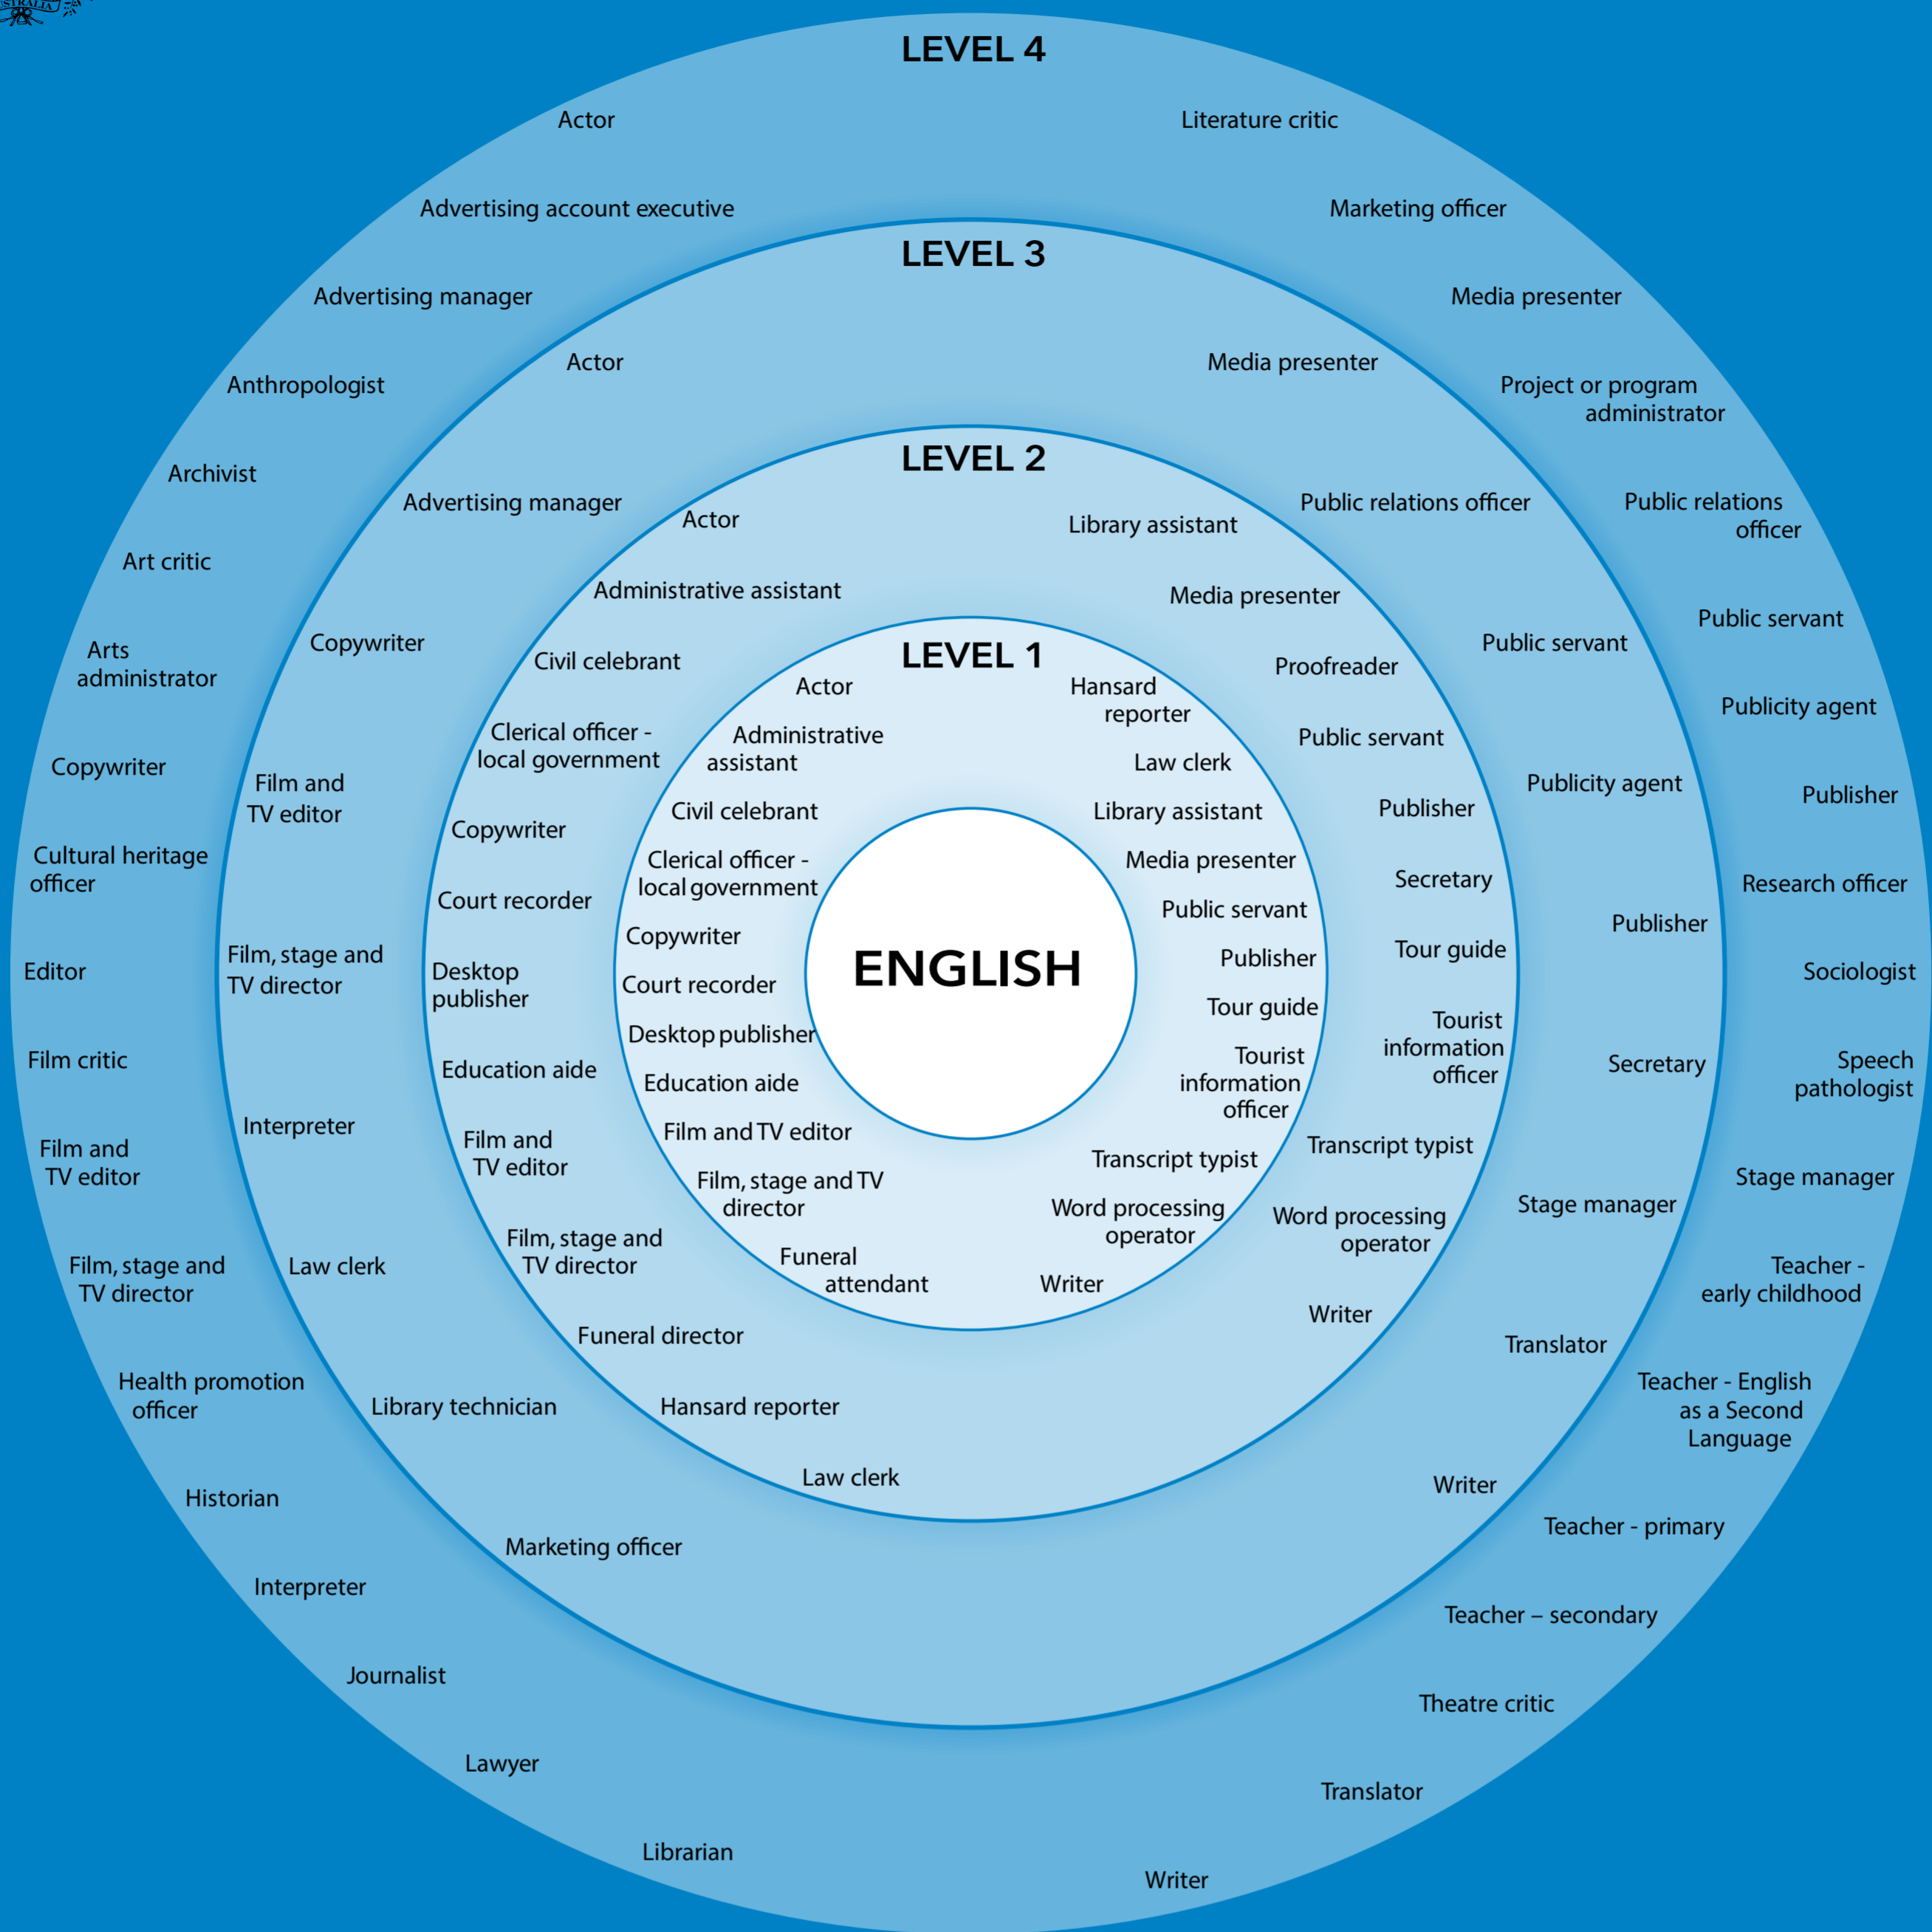 STRALIA
LEVEL 4
Actor
Advertising account executive
Advertising manager
Anthropologist
Archivist
Art critic
Arts
administrator
Copywriter
Cultural heritage
officer
Editor
Film critic
Film and
TV editor
Film, stage and
TV director
Health promotion
officer
Historian
Interpreter
Journalist
Lawyer
Librarian
Literature critic
Marketing officer
Media presenter
Project or program
administrator
Public relations
officer
Public servant
Publicity agent
Publisher
Research officer
Sociologist
Speech
pathologist
Stage manager
Teacher -
early childhood
Teacher - English
as a Second
Language
Teacher - primary
Teacher – secondary
Theatre critic
Translator
Writer
LEVEL 3
Actor
Advertising manager
Copywriter
Film and
TV editor
Film, stage and
TV director
Interpreter
Law clerk
Library technician
Marketing officer
Media presenter
Public relations officer
Public servant
Publicity agent
Publisher
Secretary
Stage manager
Translator
Writer
LEVEL 2
Actor
Administrative assistant
Civil celebrant
Clerical officer -
local government
Copywriter
Court recorder
Desktop
publisher
Education aide
Film and
TV editor
Film, stage and
TV director
Funeral director
Hansard reporter
Law clerk
Library assistant
Media presenter
Proofreader
Public servant
Publisher
Secretary
Tour guide
Tourist
information
officer
Transcript typist
Word processing
operator
Writer
LEVEL 1
Actor
Administrative
assistant
Civil celebrant
Clerical officer -
local government
Copywriter
Court recorder
Desktop publisher
Education aide
Film and TV editor
Film, stage and TV
director
Funeral
attendant
Hansard
reporter
Law clerk
Library assistant
Media presenter
Public servant
Publisher
Tour guide
Tourist
information
officer
Transcript typist
Word processing
operator
Writer
ENGLISH